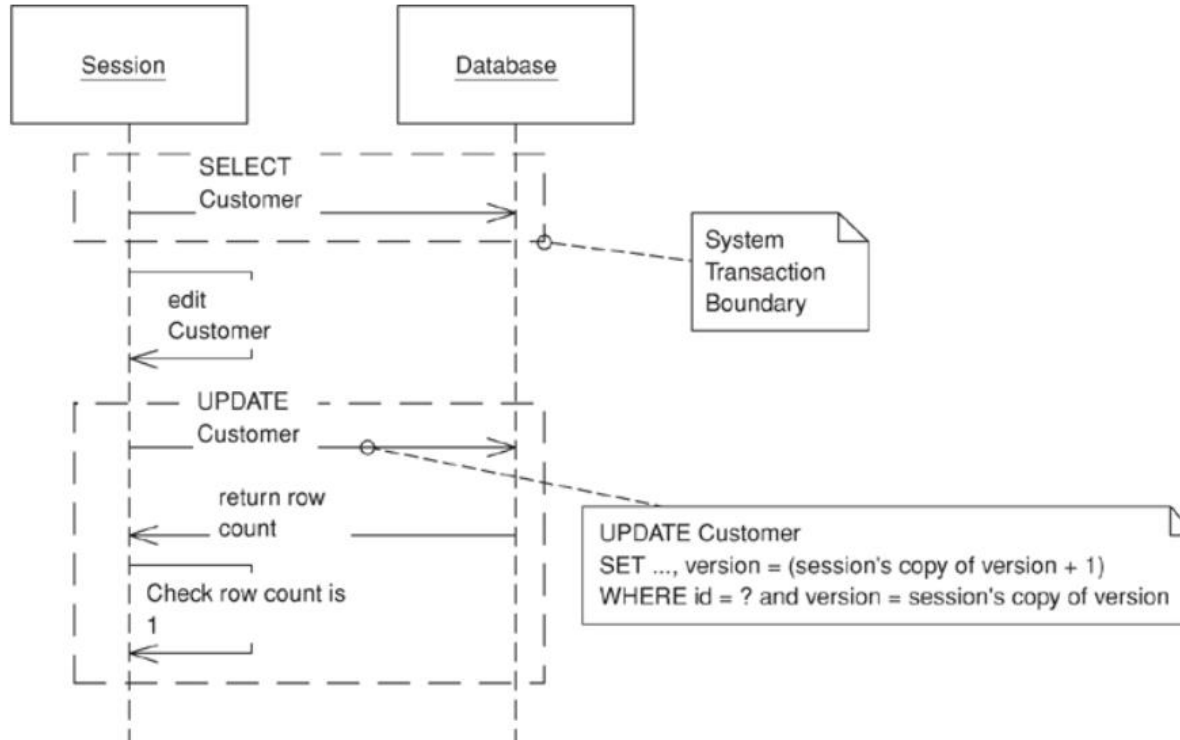 Session
Database
SELECT
Customer
System
Transaction
Boundary
edit
Customer
UPDATE
Customer
return row
count
UPDATE Customer
SET ..., version = (session's copy of version + 1)
WHERE id = ? and version = session's copy of version
Check row count is
1